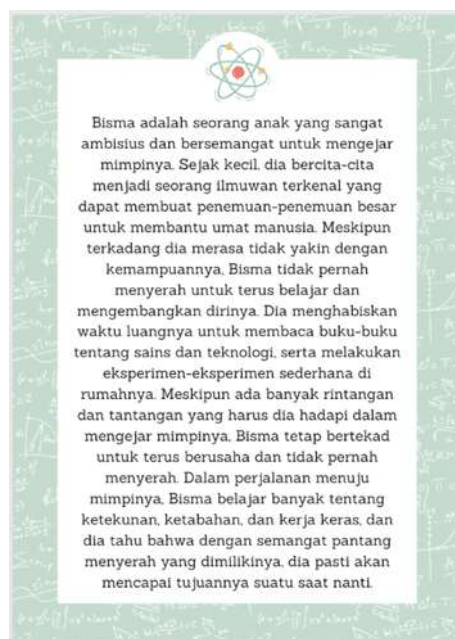 Bisma adalah seorang anak yang sangat
ambisius dan bersemangat untuk mengejar
mimpinya. Sejak kecil, dia bercita-cita
menjadi seorang ilmuwan terkenal yang
dapat membuat penemuan-penemuan besar
untuk membantu umat manusia. Meskipun
terkadang dia merasa tidak yakin dengan
kemampuannya, Bisma tidak pernah
menyerah untuk terus belajar dan
mengembangkan dirinya. Dia menghabiskan
waktu luangnya untuk membaca buku-buku
tentang sains dan teknologi, serta melakukan
eksperimen-eksperimen sederhana di
rumahnya. Meskipun ada banyak rintangan
dan tantangan yang harus dia hadapi dalam
mengejar mimpinya, Bisma tetap bertekad
untuk terus berusaha dan tidak pernah
menyerah. Dalam perjalanan menuju
mimpinya, Bisma belajar banyak tentang
ketekunan, ketabahan, dan kerja keras, dan
dia tahu bahwa dengan semangat pantang
menyerah yang dimilikinya, dia pasti akan
mencapai tujuannya suatu saat nanti.